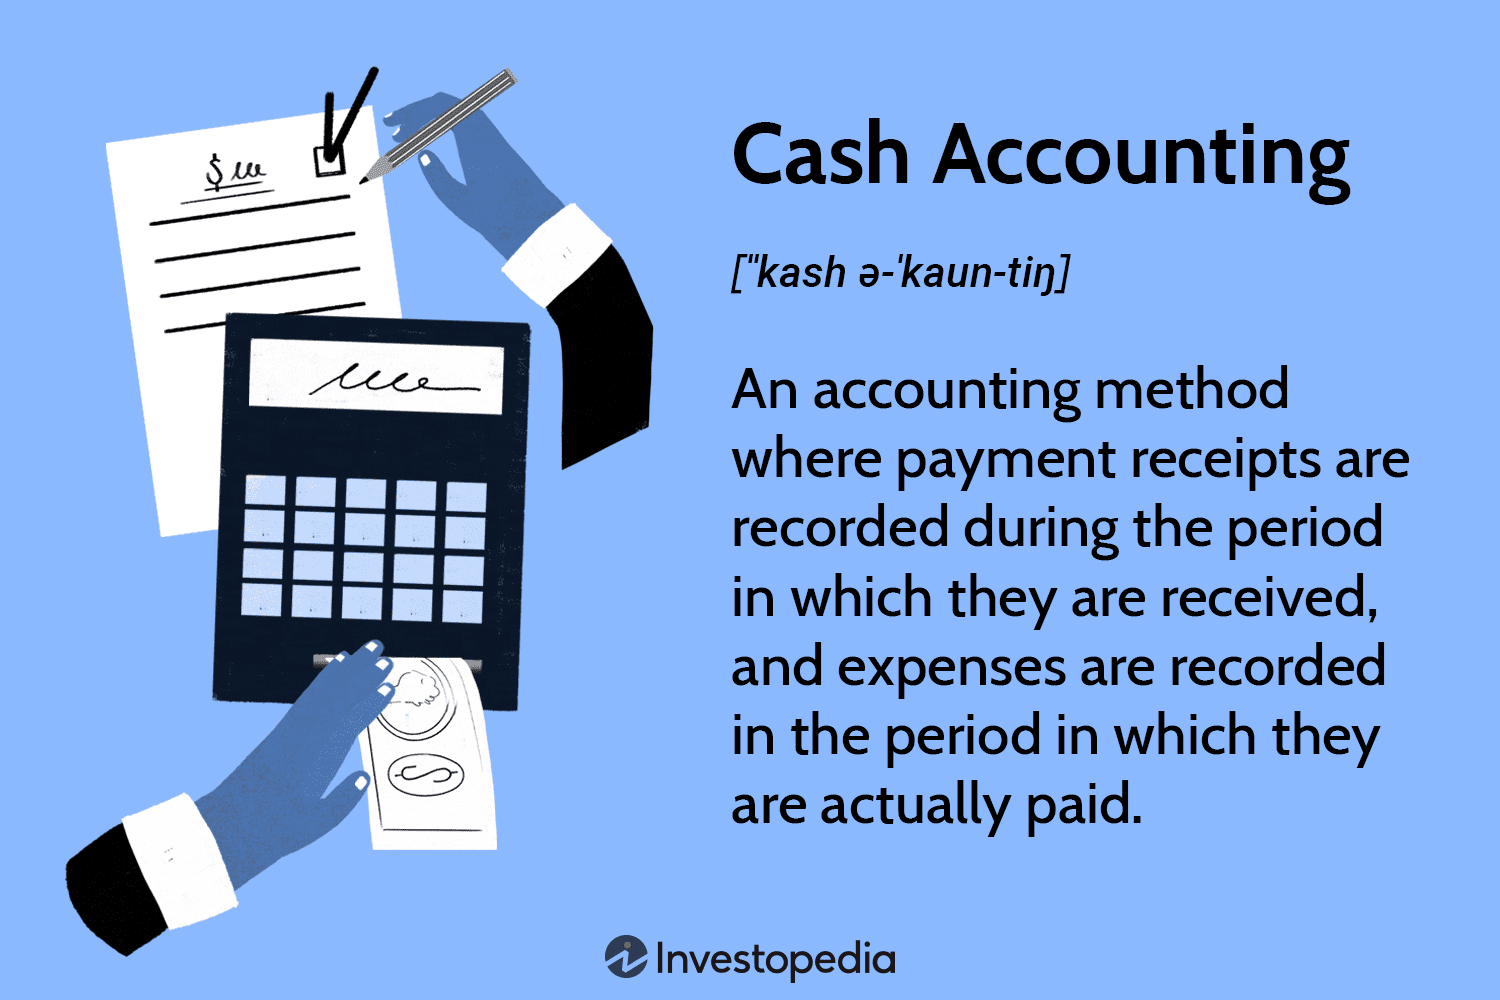 Cash Accounting
["kash ə-'kaun-tiŋ]
An accounting method
where payment receipts are
recorded during the period
in which they are received,
and expenses are recorded
in the period in which they
are actually paid.
$
Investopedia